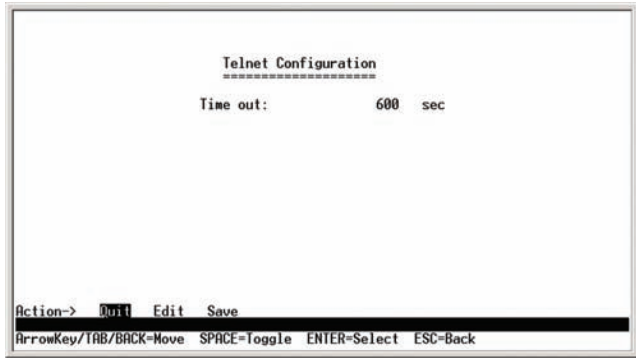 Telnet Configuration
====================
Time out: 600 sec
Action-> Quit Edit Save
ArrowKey/TAB/BACK=Move SPACE=Toggle ENTER=Select ESC=Back